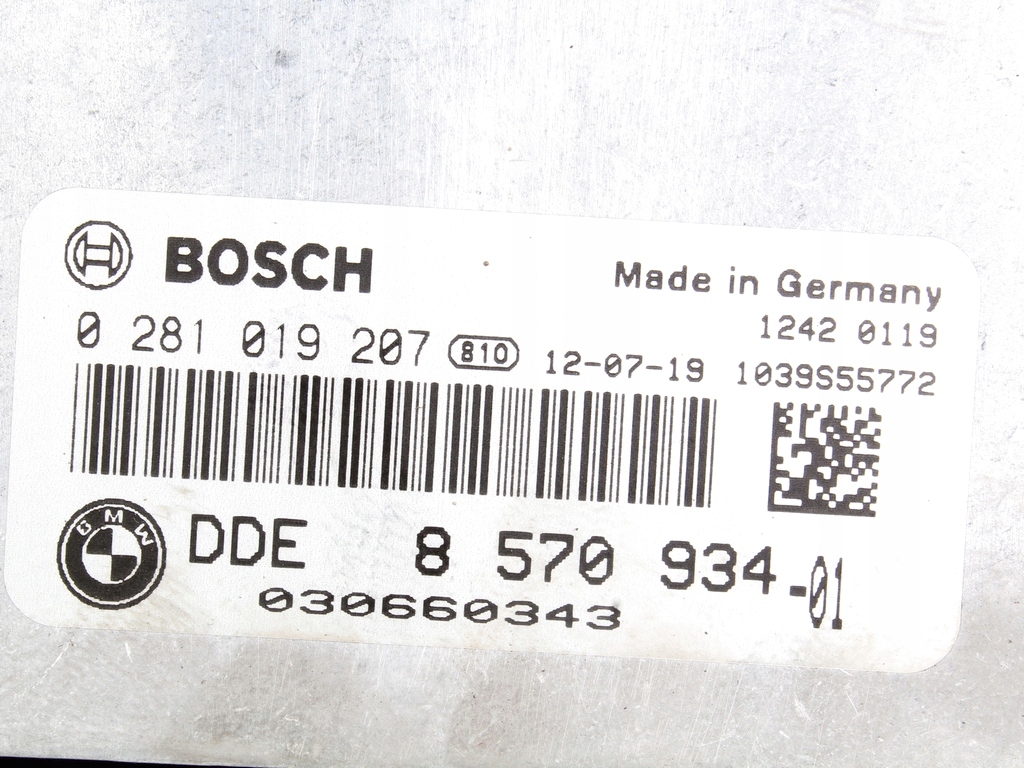 BOSCH
Made in Germany
1242 0119
0 281 019 207 810 12-07-19 1039S55772
BMW
DDE 8 570 934-01
030660343